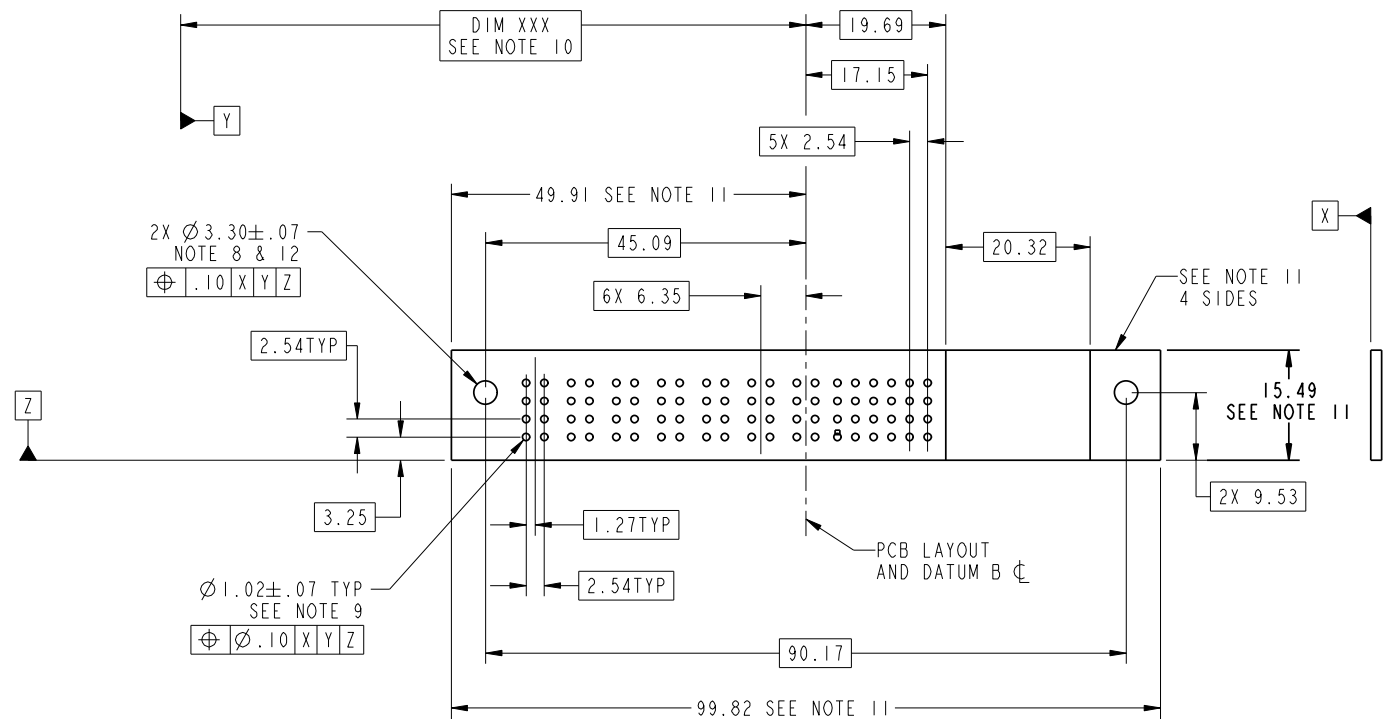 DIM XXX
SEE NOTE 10
19.69
17.15
Y
5X 2.54
49.91 SEE NOTE 11
X
2X Ø3.30±.07
NOTE 8 & 12
⌖ .10 X Y Z
45.09
20.32
SEE NOTE 11
4 SIDES
6X 6.35
2.54TYP
15.49
SEE NOTE 11
Z
2X 9.53
3.25
1.27TYP
PCB LAYOUT
AND DATUM B ℄
Ø1.02±.07 TYP
SEE NOTE 9
⌖ Ø.10 X Y Z
2.54TYP
90.17
99.82 SEE NOTE 11